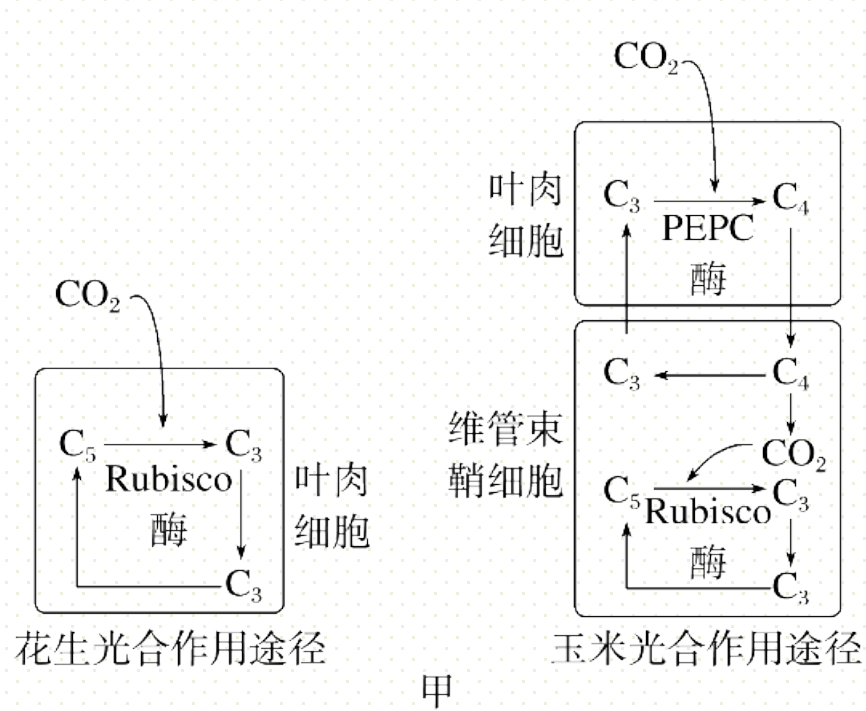 CO₂
C₅
C₃
Rubisco
酶
C₃
叶肉
细胞
花生光合作用途径
CO₂
叶肉
细胞
C₃
C₄
PEPC
酶
维管束
鞘细胞
C₃
C₄
CO₂
C₅
C₃
Rubisco
酶
C₃
玉米光合作用途径
甲